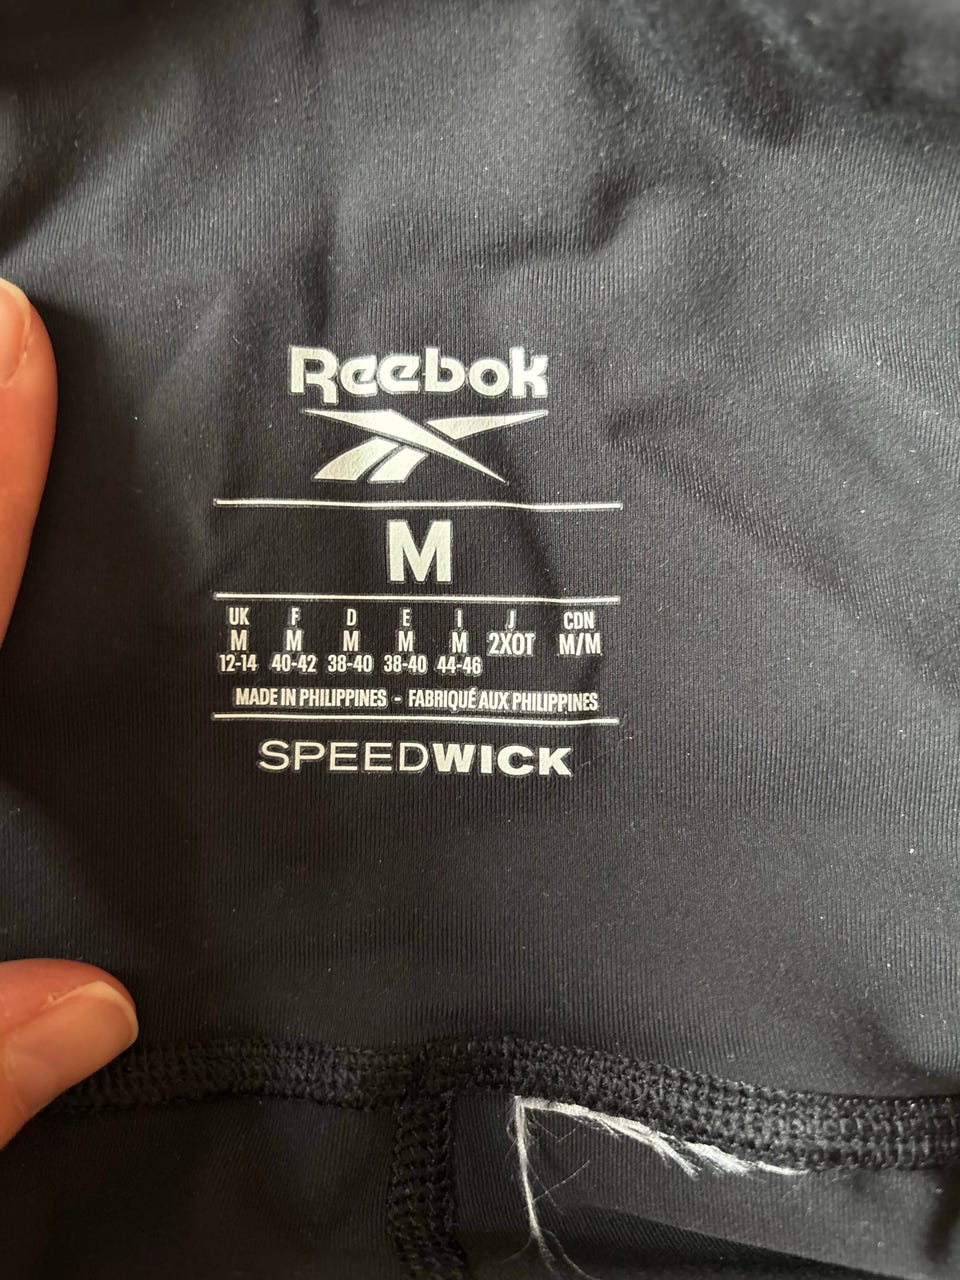 Reebok
M
UK F D E I J CDN
M M M M M 2XOT M/M
12-14 40-42 38-40 38-40 44-46
MADE IN PHILIPPINES - FABRIQUÉ AUX PHILIPPINES
SPEEDWICK